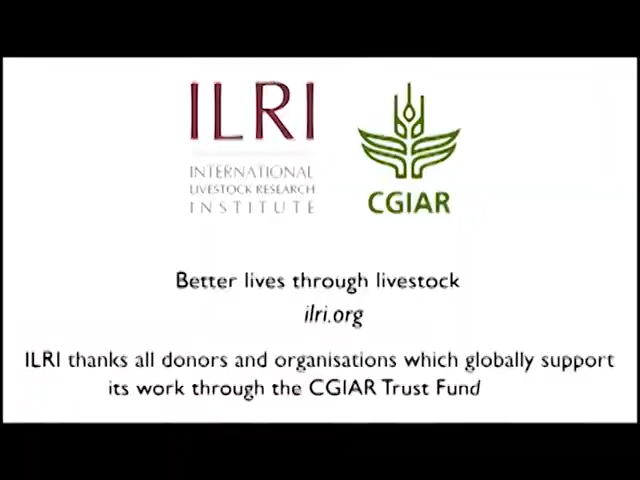 ILRI
INTERNATIONAL
LIVESTOCK RESEARCH
INSTITUTE
CGIAR
Better lives through livestock
ilri.org
ILRI thanks all donors and organisations which globally support
its work through the CGIAR Trust Fund